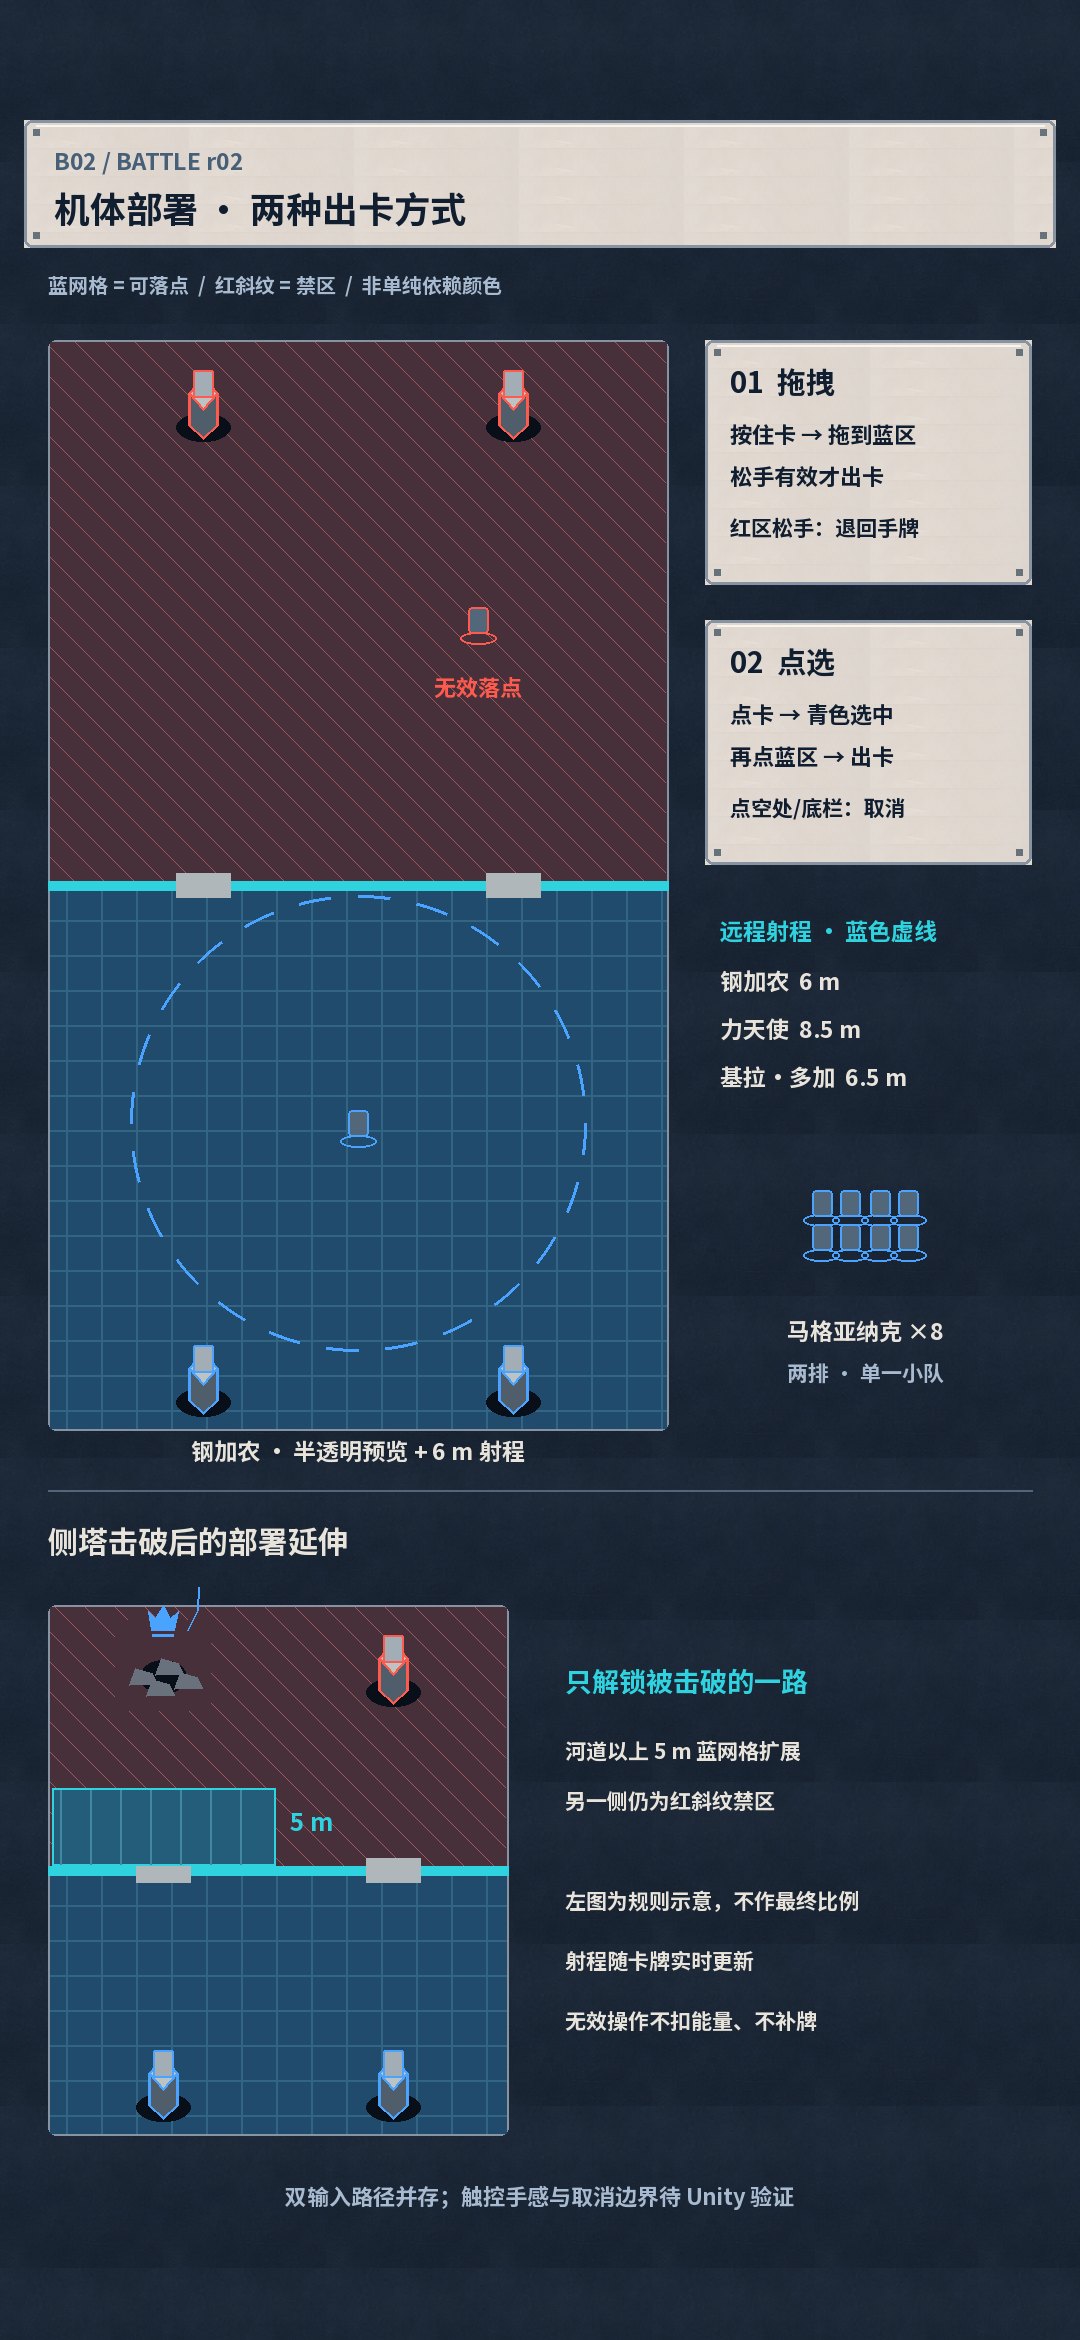 B02 / BATTLE r02
机体部署 · 两种出卡方式
蓝网格 = 可落点 / 红斜纹 = 禁区 / 非单纯依赖颜色
无效落点
钢加农 · 半透明预览 + 6 m 射程
01 拖拽
按住卡 → 拖到蓝区
松手有效才出卡
红区松手：退回手牌
02 点选
点卡 → 青色选中
再点蓝区 → 出卡
点空处/底栏：取消
远程射程 · 蓝色虚线
钢加农 6 m
力天使 8.5 m
基拉·多加 6.5 m
马格亚纳克 ×8
两排 · 单一小队
侧塔击破后的部署延伸
5 m
只解锁被击破的一路
河道以上 5 m 蓝网格扩展
另一侧仍为红斜纹禁区
左图为规则示意，不作最终比例
射程随卡牌实时更新
无效操作不扣能量、不补牌
双输入路径并存；触控手感与取消边界待 Unity 验证